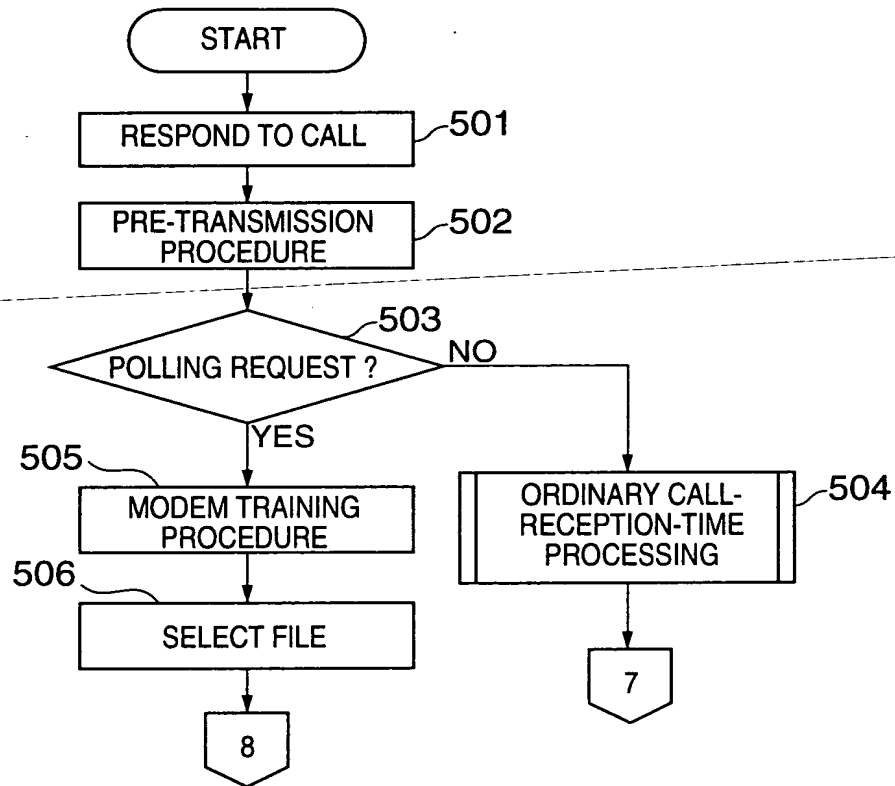 START
RESPOND TO CALL
501
PRE-TRANSMISSION
PROCEDURE
502
503
POLLING REQUEST ?
NO
YES
505
MODEM TRAINING
PROCEDURE
ORDINARY CALL-
RECEPTION-TIME
PROCESSING
504
506
SELECT FILE
7
8